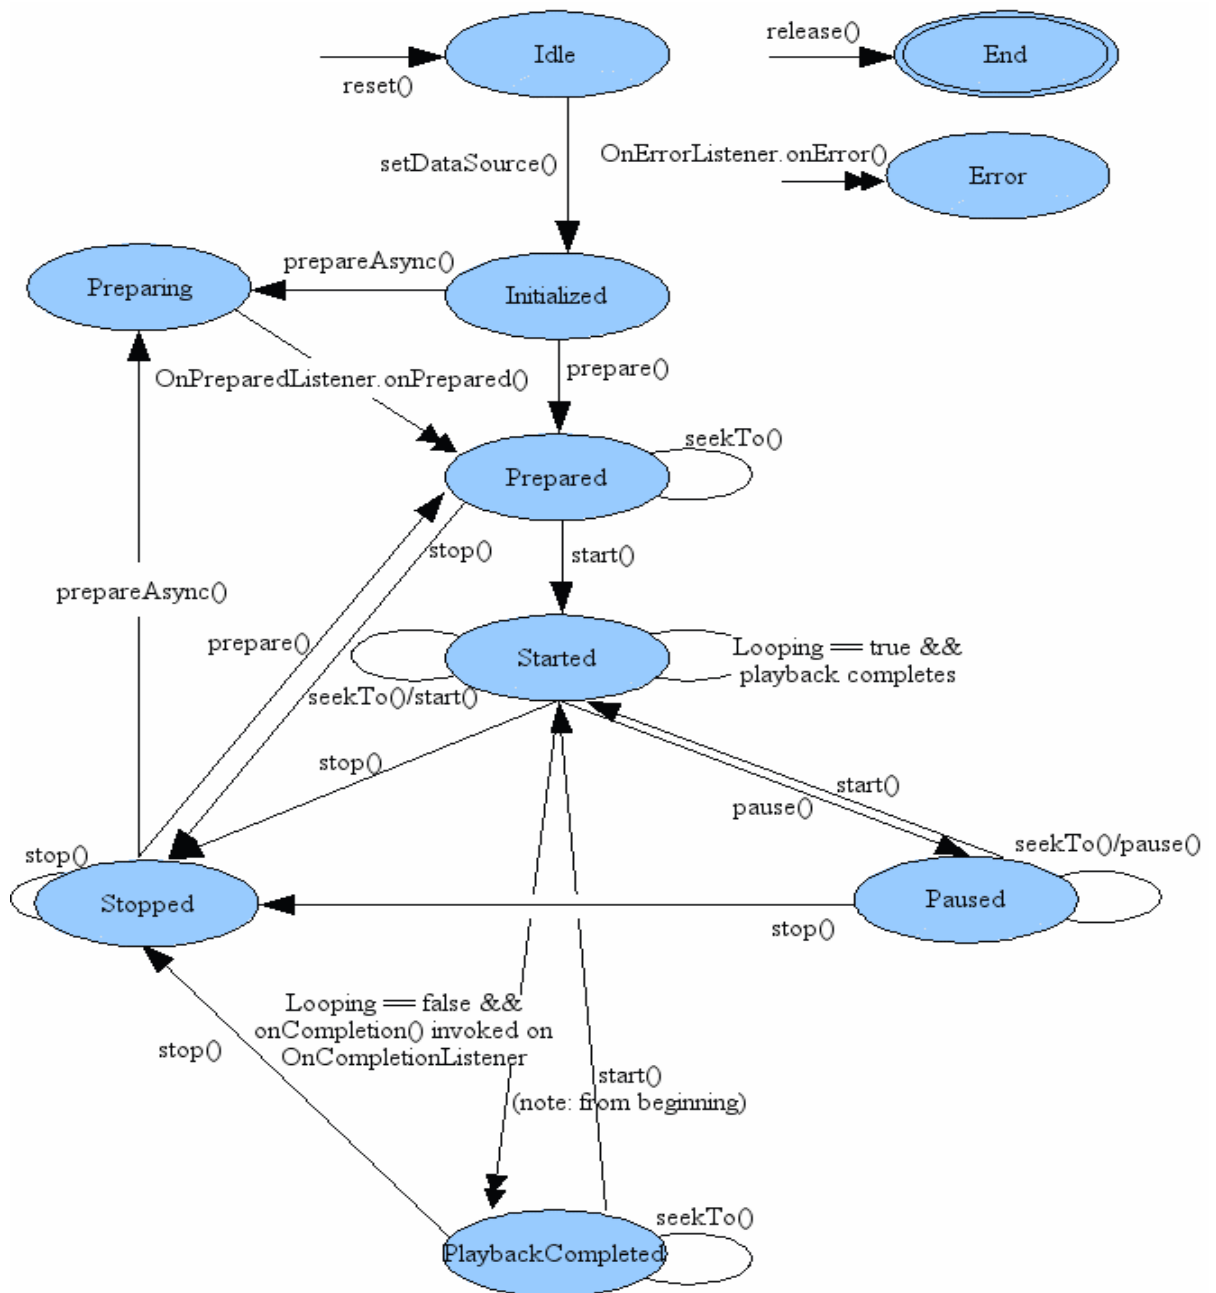 Idle
release()
End
reset()
setDataSource()
OnErrorListener.onError()
Error
prepareAsync()
Preparing
Initialized
prepare()
OnPreparedListener.onPrepared()
seekTo()
Prepared
stop()
start()
prepareAsync()
prepare()
Started
Looping == true &&
playback completes
seekTo()/start()
stop()
start()
pause()
seekTo()/pause()
stop()
Stopped
Paused
stop()
Looping == false &&
onCompletion() invoked on
OnCompletionListener
stop()
start()
(note: from beginning)
seekTo()
PlaybackCompleted